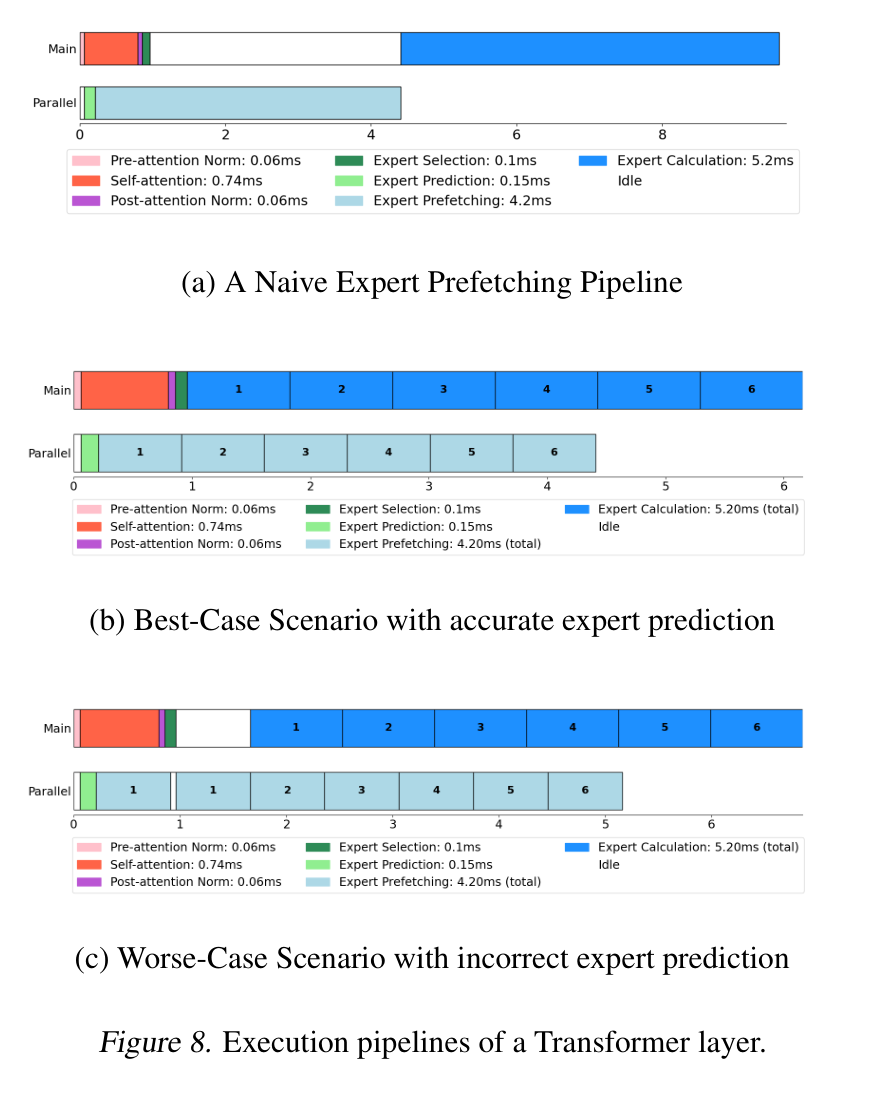 Main
Parallel
0 2 4 6 8
Pre-attention Norm: 0.06ms Expert Selection: 0.1ms Expert Calculation: 5.2ms
Self-attention: 0.74ms Expert Prediction: 0.15ms Idle
Post-attention Norm: 0.06ms Expert Prefetching: 4.2ms
(a) A Naive Expert Prefetching Pipeline
Main 1 2 3 4 5 6
Parallel 1 2 3 4 5 6
0 1 2 3 4 5 6
Pre-attention Norm: 0.06ms Expert Selection: 0.1ms Expert Calculation: 5.20ms (total)
Self-attention: 0.74ms Expert Prediction: 0.15ms Idle
Post-attention Norm: 0.06ms Expert Prefetching: 4.20ms (total)
(b) Best-Case Scenario with accurate expert prediction
Main 1 2 3 4 5 6
Parallel 1 1 2 3 4 5 6
0 1 2 3 4 5 6
Pre-attention Norm: 0.06ms Expert Selection: 0.1ms Expert Calculation: 5.20ms (total)
Self-attention: 0.74ms Expert Prediction: 0.15ms Idle
Post-attention Norm: 0.06ms Expert Prefetching: 4.20ms (total)
(c) Worse-Case Scenario with incorrect expert prediction
Figure 8. Execution pipelines of a Transformer layer.